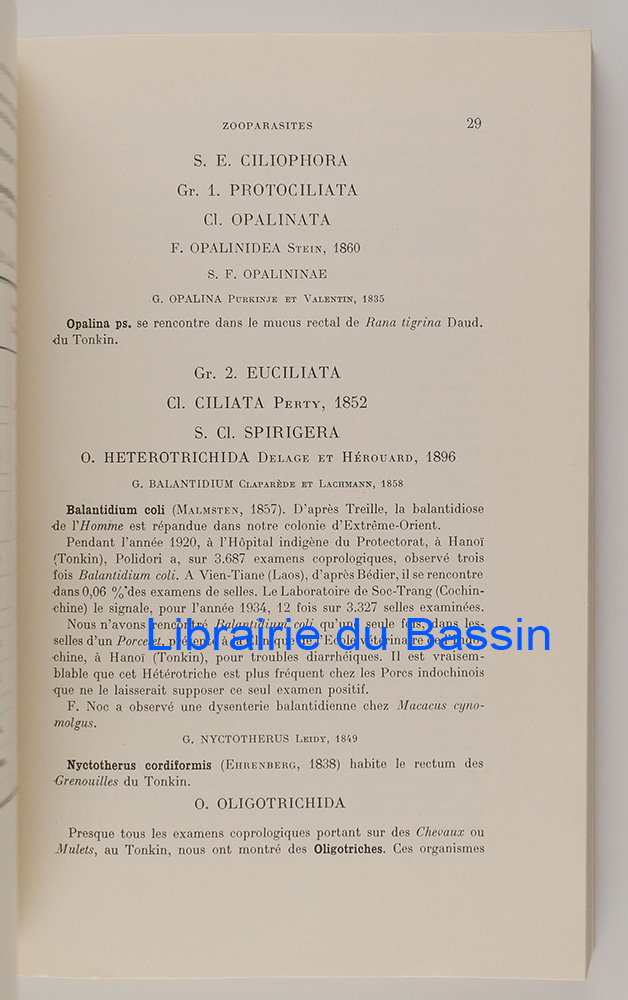 ZOOPARASITES 29
S. E. CILIOPHORA
Gr. 1. PROTOCILIATA
Cl. OPALINATA
F. OPALINIDEA Stein, 1860
S. F. OPALININAE
G. OPALINA Purkinje et Valentin, 1835
Opalina ps. se rencontre dans le mucus rectal de Rana tigrina Daud.
du Tonkin.
Gr. 2. EUCILIATA
Cl. CILIATA Perty, 1852
S. Cl. SPIRIGERA
O. HETEROTRICHIDA Delage et Hérouard, 1896
G. BALANTIDIUM Claparède et Lachmann, 1858
Balantidium coli (Malmsten, 1857). D'après Treille, la balantidiose
de l'Homme est répandue dans notre colonie d'Extrême-Orient.
Pendant l'année 1920, à l'Hôpital indigène du Protectorat, à Hanoï
(Tonkin), Polidori a, sur 3.687 examens coprologiques, observé trois
fois Balantidium coli. A Vien-Tiane (Laos), d'après Bédier, il se rencontre
dans 0,06 % des examens de selles. Le Laboratoire de Soc-Trang (Cochin-
chine) le signale, pour l'année 1934, 12 fois sur 3.327 selles examinées.
Nous n'avons rencontré Balantidium coli qu'une seule fois, dans les
selles d'un Porcelet, présenté à la Clinique de l'Ecole vétérinaire de l'Indo-
chine, à Hanoï (Tonkin), pour troubles diarrhéiques. Il est vraisem-
blable que cet Hétérotriche est plus fréquent chez les Porcs indochinois
que ne le laisserait supposer ce seul examen positif.
F. Noc a observé une dysenterie balantidienne chez Macacus cyno-
molgus.
G. NYCTOTHERUS Leidy, 1849
Nyctotherus cordiformis (Ehrenberg, 1838) habite le rectum des
Grenouilles du Tonkin.
O. OLIGOTRICHIDA
Presque tous les examens coprologiques portant sur des Chevaux ou
Mulets, au Tonkin, nous ont montré des Oligotriches. Ces organismes
Librairie du Bassin